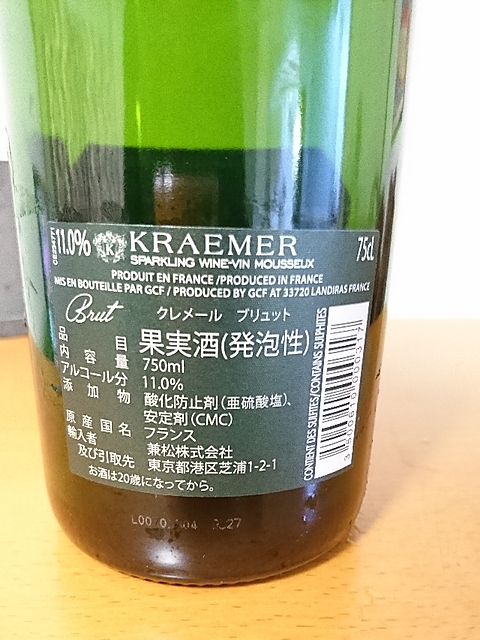 11.0% KRAEMER 75cL
SPARKLING WINE-VIN MOUSSEUX
PRODUIT EN FRANCE / PRODUCED IN FRANCE
MIS EN BOUTEILLE PAR GCF / PRODUCED BY GCF AT 33720 LANDIRAS FRANCE
Brut クレメール ブリュット
品目 果実酒(発泡性)
内容量 750ml
アルコール分 11.0%
添加物 酸化防止剤(亜硫酸塩)、
安定剤(CMC)
原産国名 フランス
輸入者 兼松株式会社
及び引取先 東京都港区芝浦1-2-1
お酒は20歳になってから。
CONTIENT DES SULFITES/CONTAINS SULPHITES